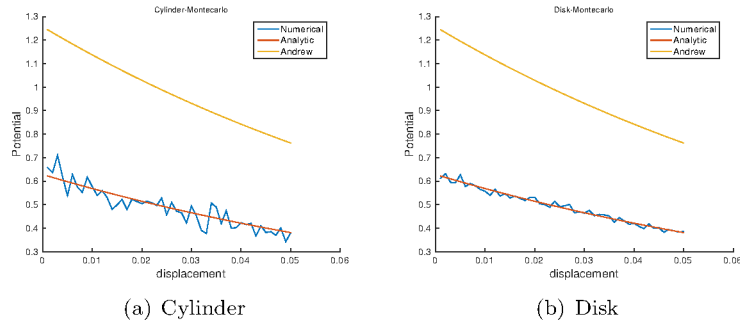 Cylinder-Montecarlo
1.3
1.2
1.1
1
0.9
0.8
0.7
0.6
0.5
0.4
0.3
Potential
Numerical
Analytic
Andrew
0 0.01 0.02 0.03 0.04 0.05 0.06
displacement
(a) Cylinder
Disk-Montecarlo
1.3
1.2
1.1
1
0.9
0.8
0.7
0.6
0.5
0.4
0.3
Potential
Numerical
Analytic
Andrew
0 0.01 0.02 0.03 0.04 0.05 0.06
displacement
(b) Disk